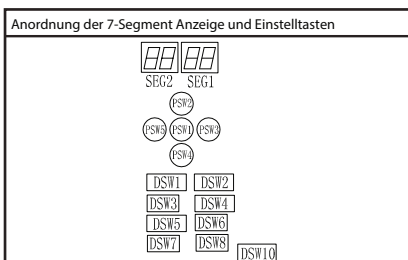 Anordnung der 7-Segment Anzeige und Einstelltasten
SEG2 SEG1
PSW2
PSW5 PSW1 PSW3
PSW4
DSW1 DSW2
DSW3 DSW4
DSW5 DSW6
DSW7 DSW8
DSW10